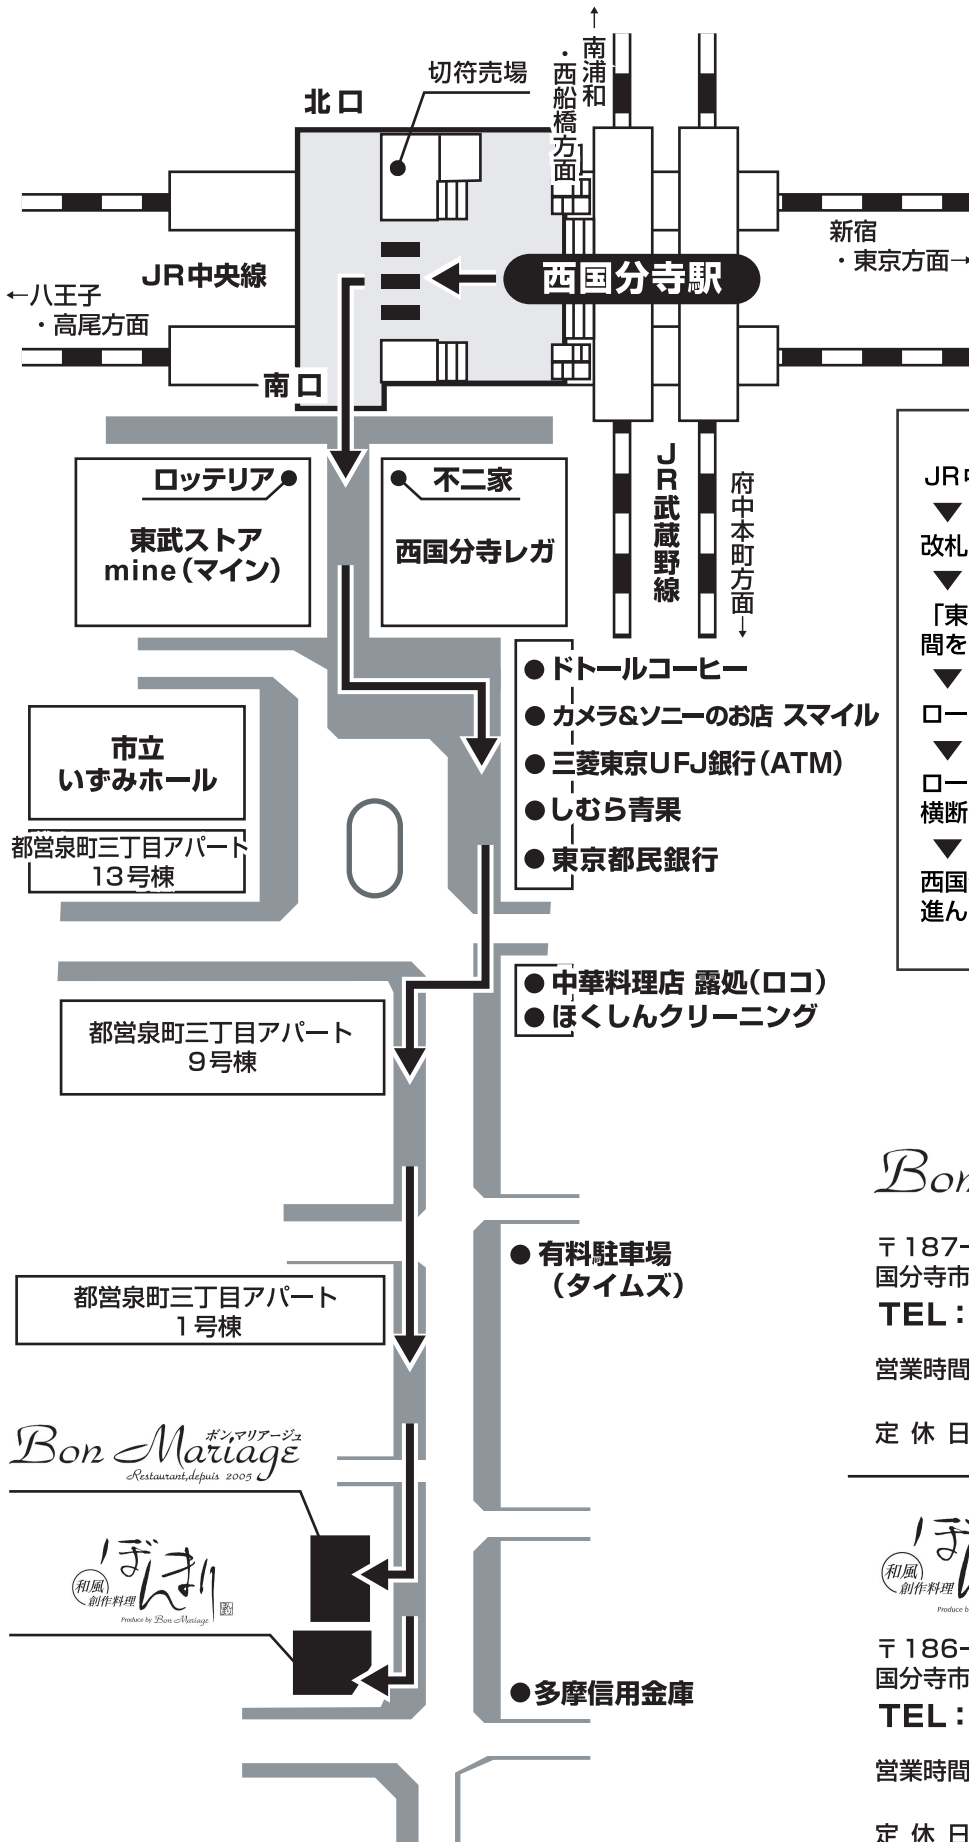 ↑南浦和
・西船橋方面
切符売場
北口
新宿
・東京方面→
JR中央線
西国分寺駅
←八王子
・高尾方面
南口
ロッテリア
不二家
東武ストア
mine(マイン)
西国分寺レガ
JR武蔵野線
府中本町方面→
●ドトールコーヒー
●カメラ&ソニーのお店 スマイル
●三菱東京UFJ銀行(ATM)
●しむら青果
●東京都民銀行
市立
いずみホール
都営泉町三丁目アパート
13号棟
●中華料理店 露処(ロコ)
●ほくしんクリーニング
都営泉町三丁目アパート
9号棟
●有料駐車場
(タイムズ)
都営泉町三丁目アパート
1号棟
ボンマリアージュ
Bon Mariage
Restaurant,depuis 2005
ぼんまり
和風
創作料理
Produce by Bon Mariage
●多摩信用金庫
JR
▼
改札
▼
「東
間を
▼
ロー
▼
ロー
横断
▼
西国
進ん
Bon
〒187-
国分寺市
TEL:
営業時間
定休日
ぼ
和風
創作料理
Produce b
〒186-
国分寺市
TEL:
営業時間
定休日